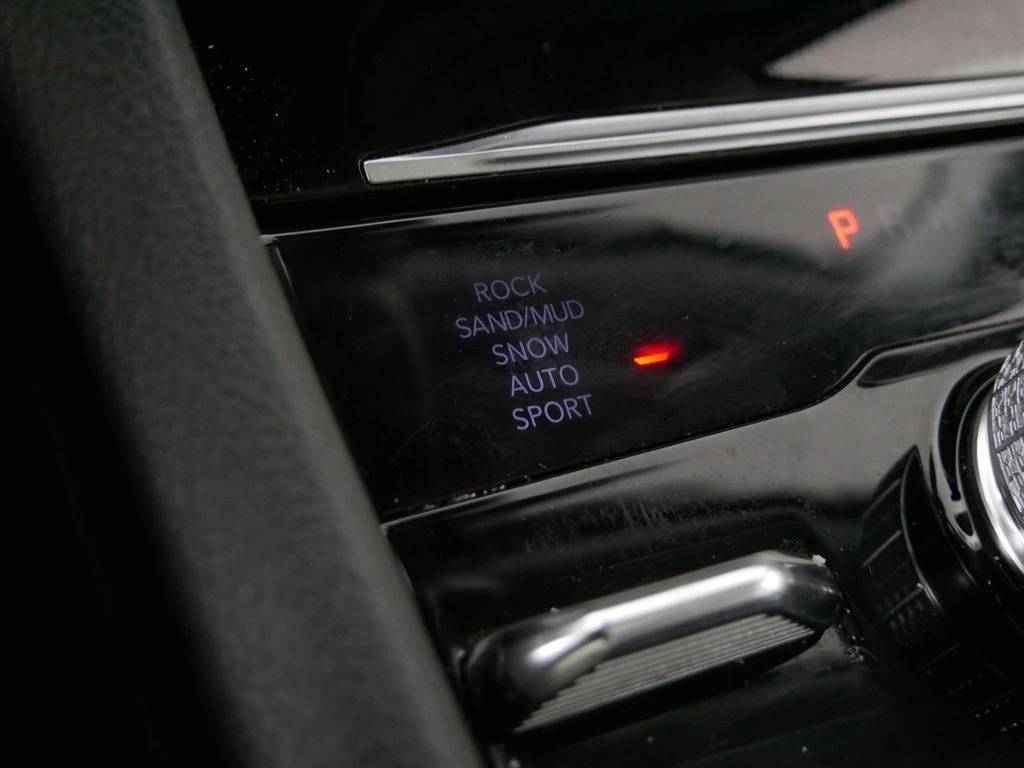 P R N D
ROCK
SAND/MUD
SNOW
AUTO
SPORT